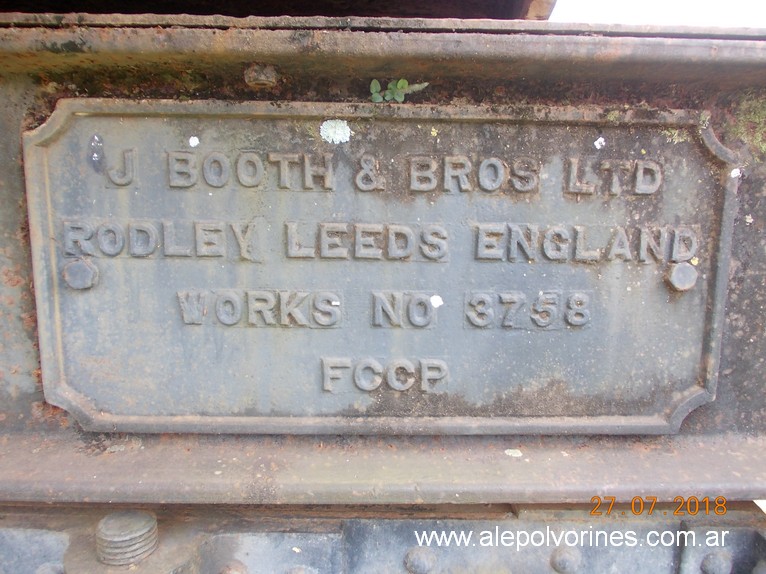 J BOOTH & BROS LTD
RODLEY LEEDS ENGLAND
WORKS NO 3758
FCCP
27.07.2018
www.alepolvorines.com.ar